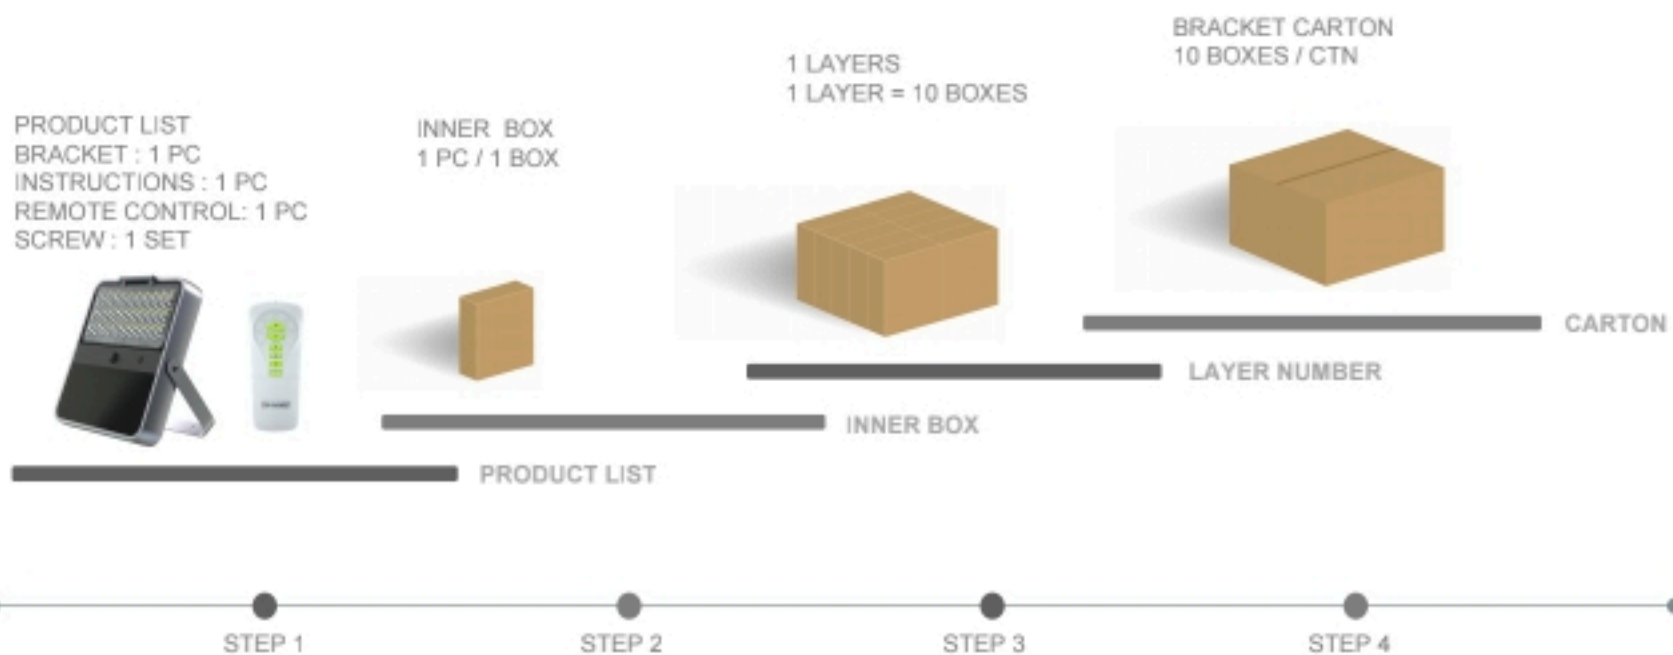 BRACKET CARTON
10 BOXES / CTN
1 LAYERS
1 LAYER = 10 BOXES
PRODUCT LIST
BRACKET : 1 PC
INSTRUCTIONS : 1 PC
REMOTE CONTROL: 1 PC
SCREW : 1 SET
INNER BOX
1 PC / 1 BOX
CARTON
LAYER NUMBER
INNER BOX
PRODUCT LIST
STEP 1
STEP 2
STEP 3
STEP 4